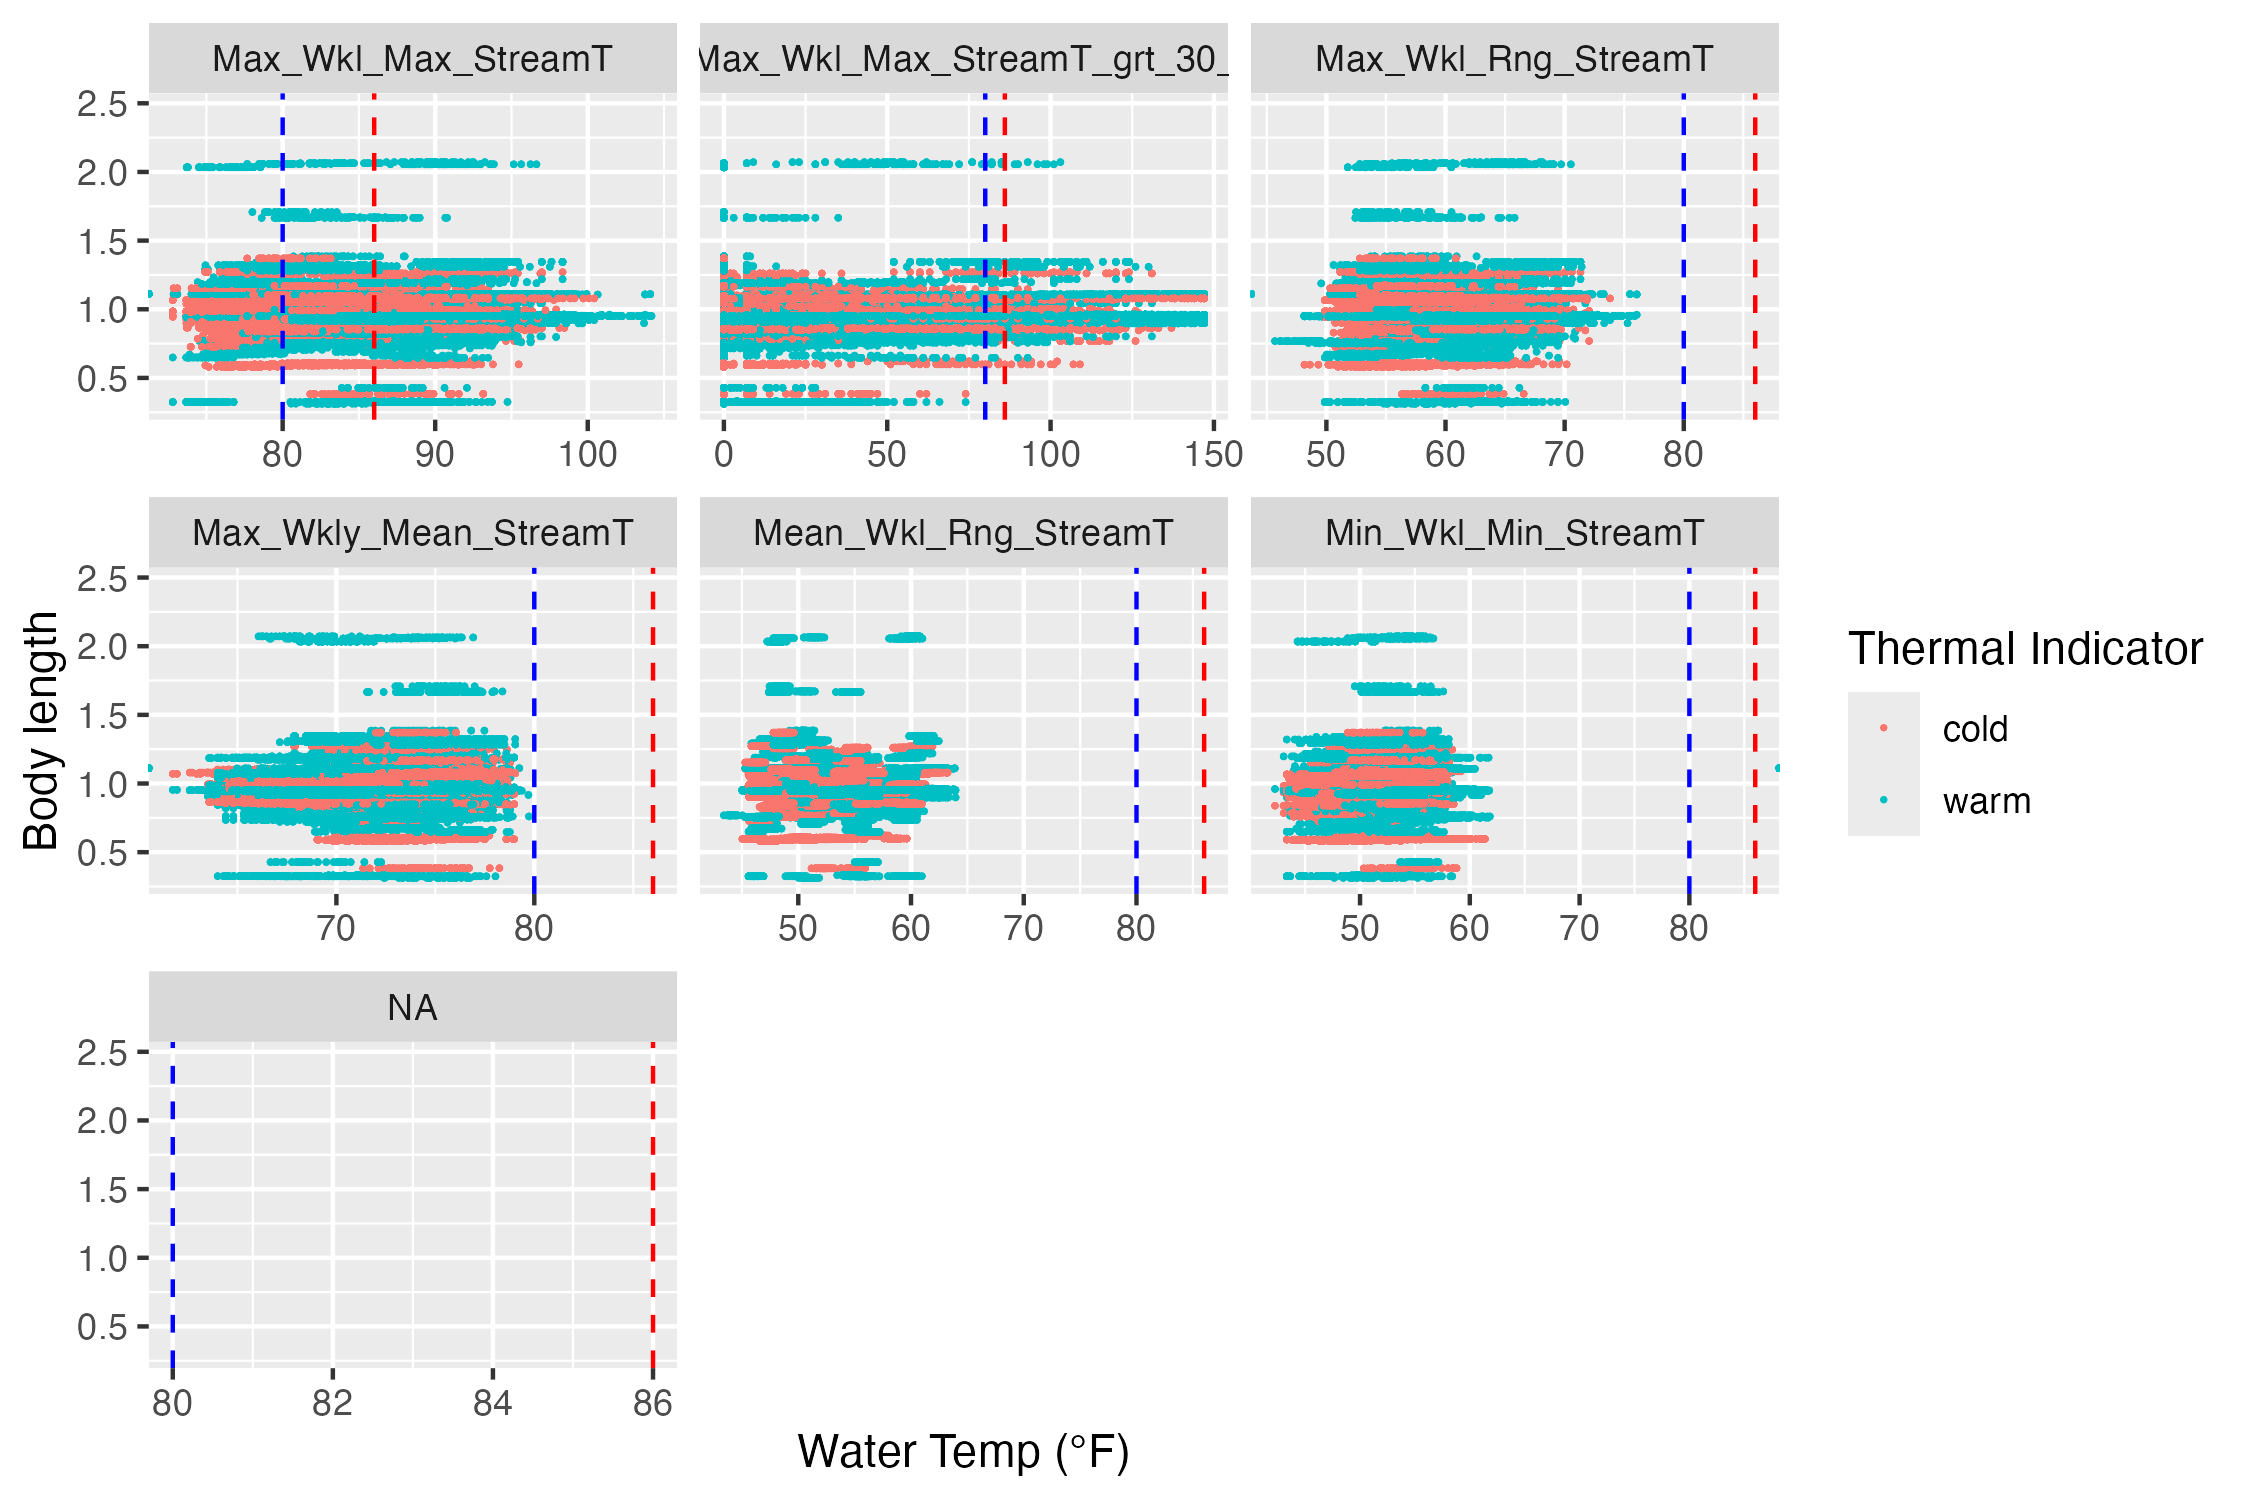 Max_Wkl_Max_StreamT
Max_Wkl_Max_StreamT_grt_30_
Max_Wkl_Rng_StreamT
2.5
2.0
1.5
1.0
0.5
80 90 100
0 50 100 150
50 60 70 80
Max_Wkly_Mean_StreamT
Mean_Wkl_Rng_StreamT
Min_Wkl_Min_StreamT
2.5
2.0
1.5
1.0
0.5
70 80
50 60 70 80
50 60 70 80
NA
2.5
2.0
1.5
1.0
0.5
80 82 84 86
Body length
Water Temp (°F)
Thermal Indicator
cold
warm